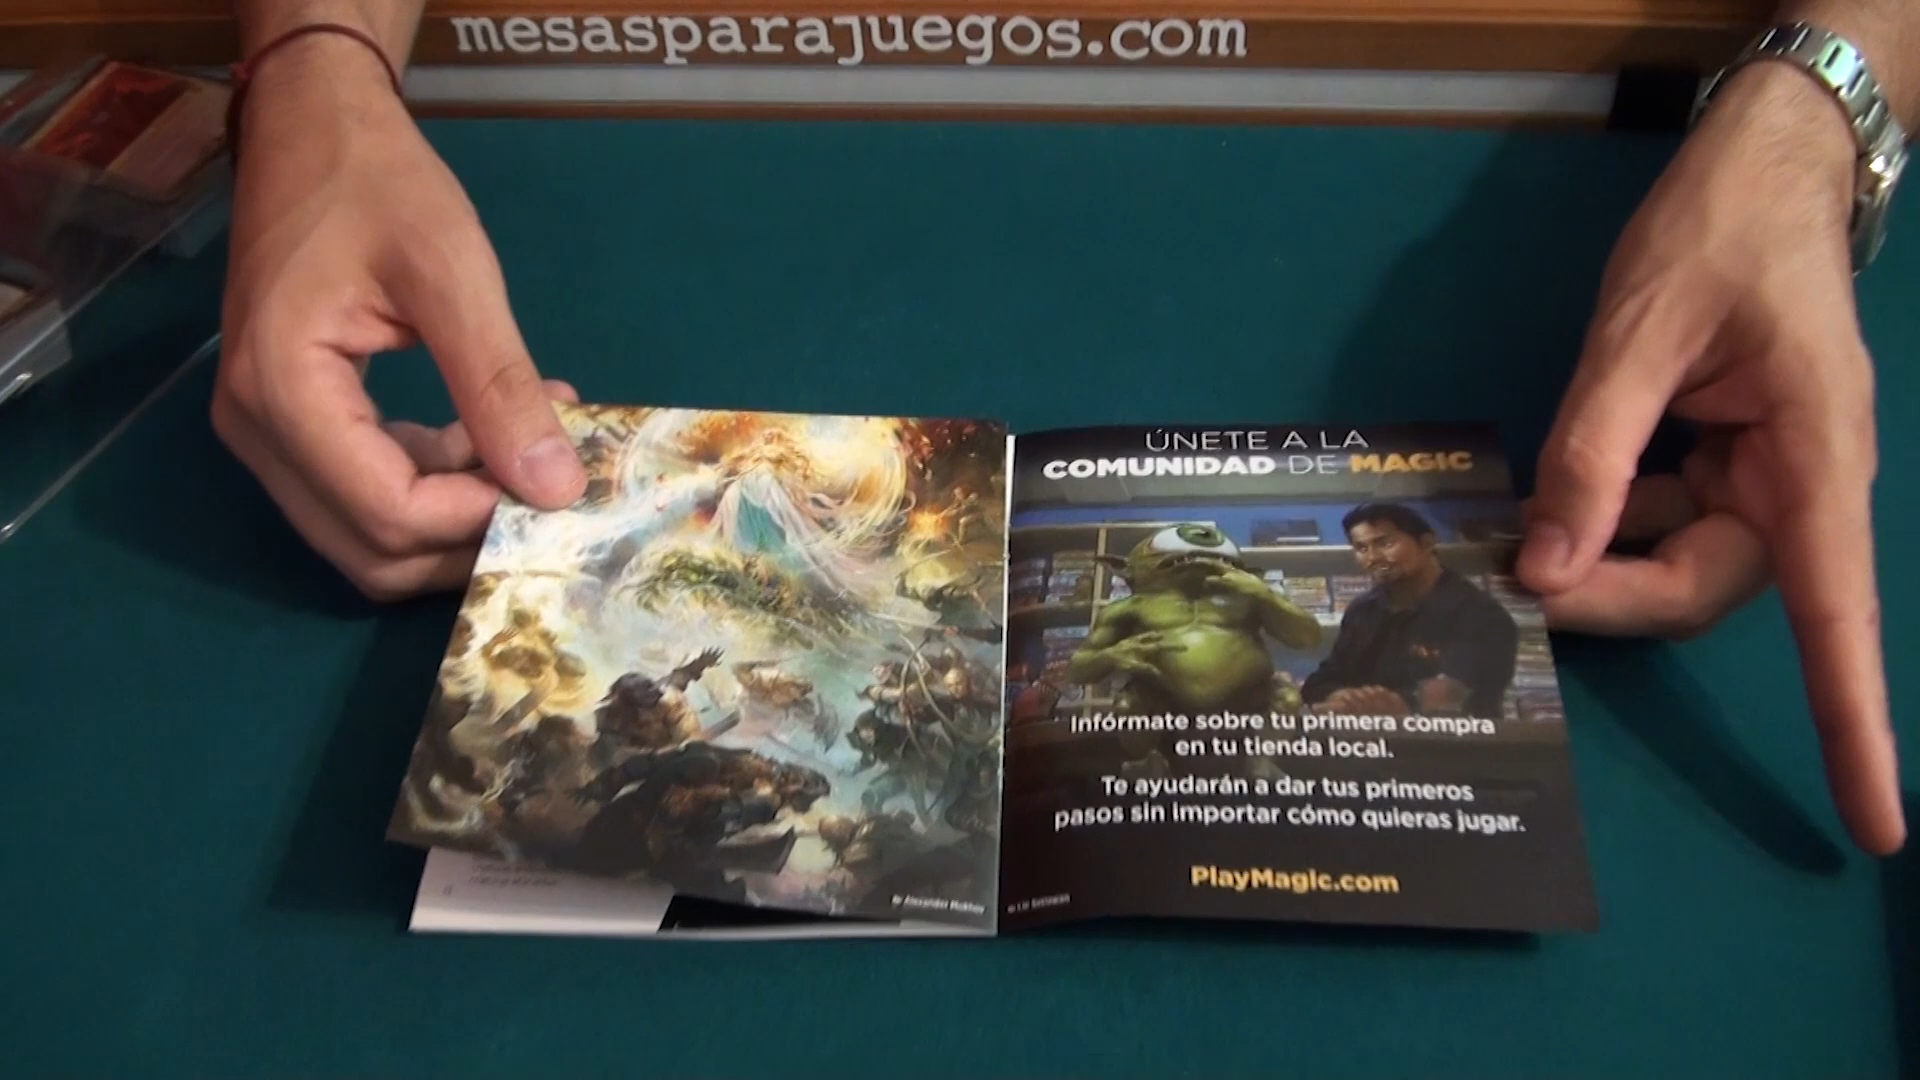 mesasparajuegos.com
ÚNETE A LA
COMUNIDAD DE MAGIC
Infórmate sobre tu primera compra
en tu tienda local.
Te ayudarán a dar tus primeros
pasos sin importar cómo quieras jugar.
PlayMagic.com